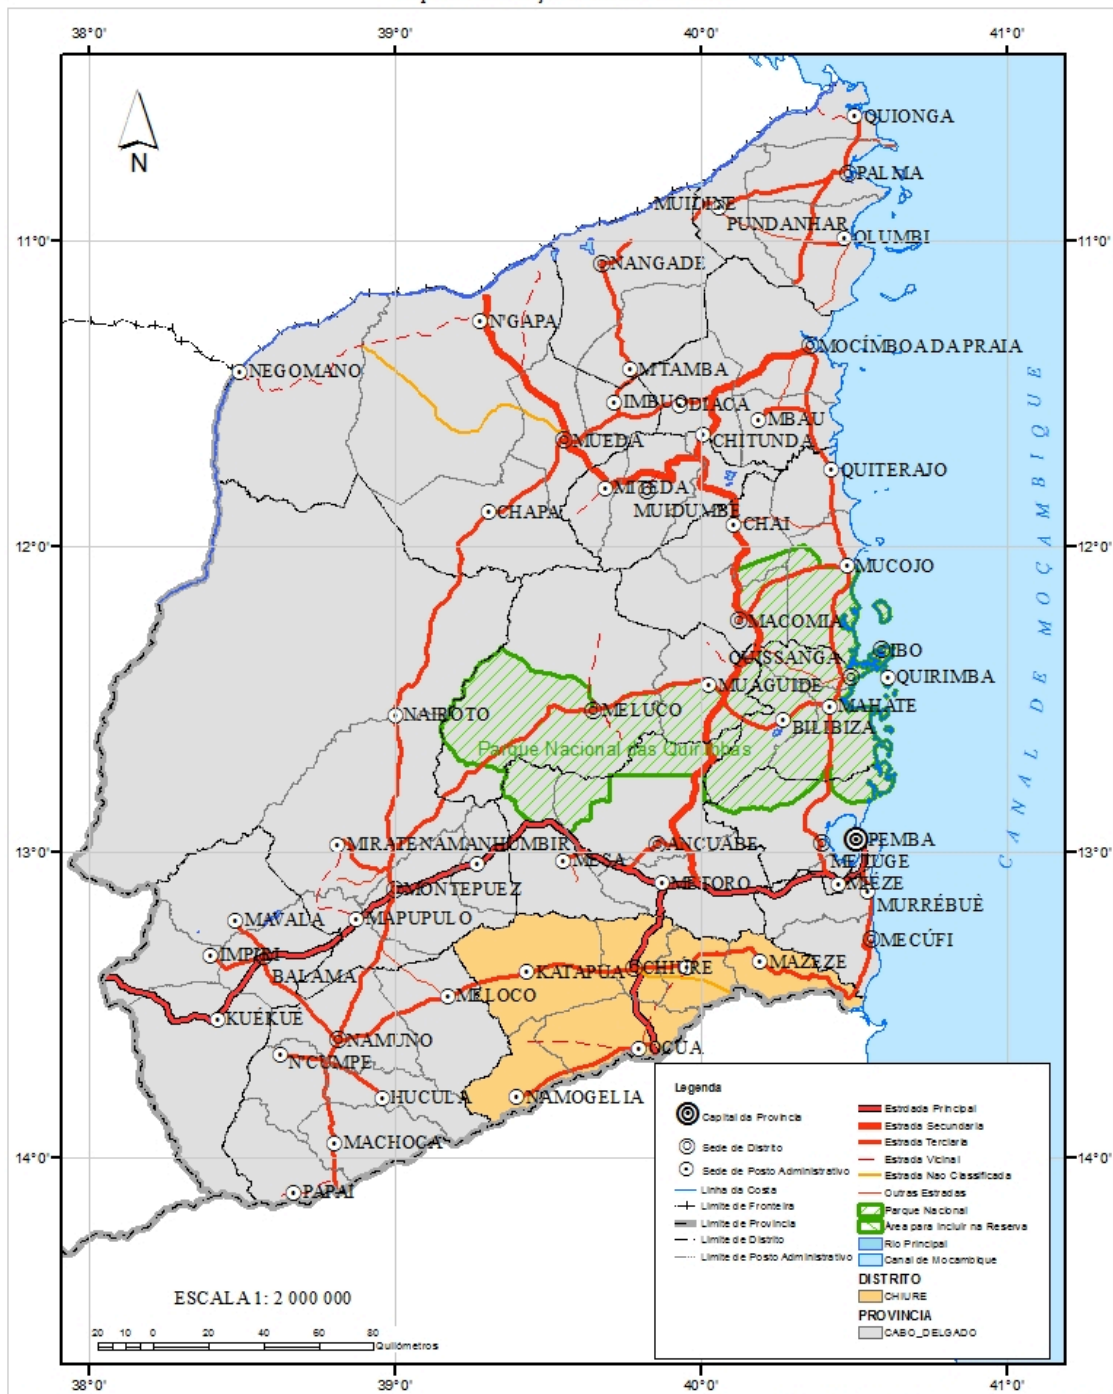 38°0'
39°0'
40°0'
41°0'
N
QUIONGA
PALMA
MUIDINE
PUNDANHAR
OLUMBI
11°0'
11°0'
NANGADE
N'GAPA
MOCÍMBOA DA PRAIA
NEGOMANO
M'TAMBA
IMBUO
DIACA
MBAU
MUEDA
CHITUNDA
QUITERAJO
MITEDA
MUIDUMBE
CHAPA
CHAI
12°0'
12°0'
MUCOJO
MACOMIA
QUISSANGA
IBO
QUIRIMBA
MUAGUIDE
MELUCO
MAHATE
NAIROTO
BILIBIZA
Parque Nacional das Quirimbas
CANAL DE MOÇAMBIQUE
PEMBA
MIRATE
NAMANHUMBIR
ANCUABE
13°0'
13°0'
MESA
METUGE
MONTEPUEZ
METORO
MIÉZE
MURRÉBUÈ
MAVALA
MAPUPULO
MECÚFI
IMPIRI
BALAMA
KATAPUA
CHIÚRE
MAZEZE
MELOCO
KUÉKUÉ
NAMUNO
OCUA
N'CUMPE
HUCULA
NAMOGELIA
MACHOCA
14°0'
14°0'
PAPAI
Legenda
Capital da Provincia
Sede de Distrito
Sede de Posto Administrativo
Linha da Costa
Limite de Fronteira
Limite de Provincia
Limite de Distrito
Limite de Posto Administrativo
Estrdada Principal
Estrada Secundaria
Estrada Terciaria
Estrada Vicinal
Estrada Nao Classificada
Outras Estradas
Parque Nacional
Area para Incluir na Reserva
Rio Principal
Canal de Mocambique
DISTRITO
CHIURE
PROVINCIA
CABO_DELGADO
ESCALA 1: 2 000 000
20 10 0 20 40 60 80
Quilómetros
38°0'
39°0'
40°0'
41°0'